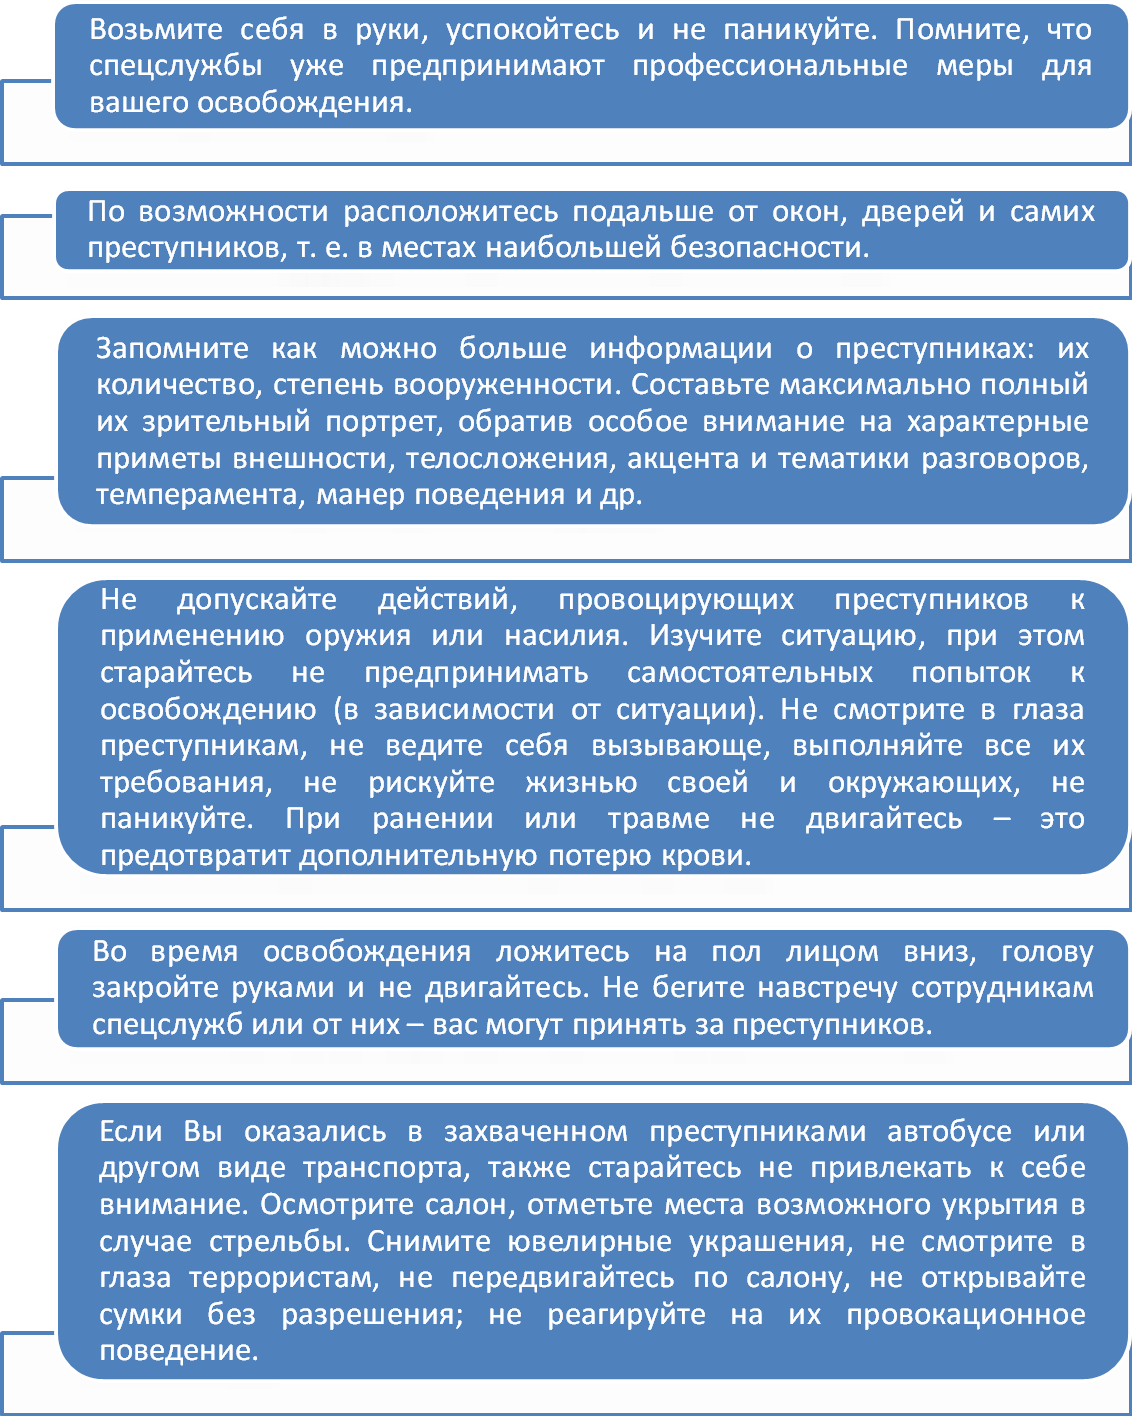 Возьмите себя в руки, успокойтесь и не паникуйте. Помните, что
спецслужбы уже предпринимают профессиональные меры для
вашего освобождения.
По возможности расположитесь подальше от окон, дверей и самих
преступников, т. е. в местах наибольшей безопасности.
Запомните как можно больше информации о преступниках: их
количество, степень вооруженности. Составьте максимально полный
их зрительный портрет, обратив особое внимание на характерные
приметы внешности, телосложения, акцента и тематики разговоров,
темперамента, манер поведения и др.
Не допускайте действий, провоцирующих преступников к
применению оружия или насилия. Изучите ситуацию, при этом
старайтесь не предпринимать самостоятельных попыток к
освобождению (в зависимости от ситуации). Не смотрите в глаза
преступникам, не ведите себя вызывающе, выполняйте все их
требования, не рискуйте жизнью своей и окружающих, не
паникуйте. При ранении или травме не двигайтесь – это
предотвратит дополнительную потерю крови.
Во время освобождения ложитесь на пол лицом вниз, голову
закройте руками и не двигайтесь. Не бегите навстречу сотрудникам
спецслужб или от них – вас могут принять за преступников.
Если Вы оказались в захваченном преступниками автобусе или
другом виде транспорта, также старайтесь не привлекать к себе
внимание. Осмотрите салон, отметьте места возможного укрытия в
случае стрельбы. Снимите ювелирные украшения, не смотрите в
глаза террористам, не передвигайтесь по салону, не открывайте
сумки без разрешения; не реагируйте на их провокационное
поведение.